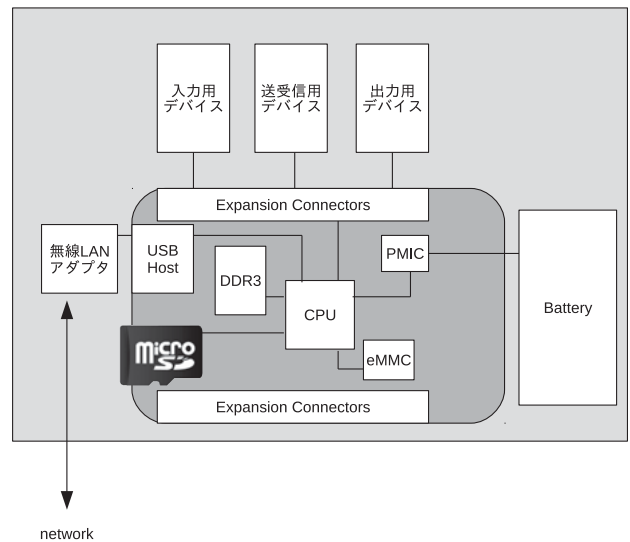 入力用
デバイス
送受信用
デバイス
出力用
デバイス
Expansion Connectors
無線LAN
アダプタ
USB
Host
PMIC
DDR3
CPU
Battery
micro
SD
eMMC
Expansion Connectors
network